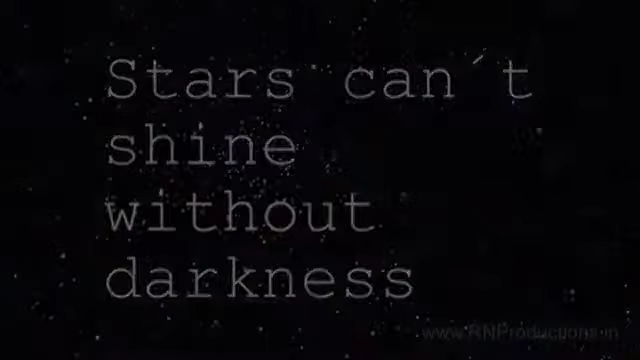 Stars can´t
shine
without
darkness
www.RNProductions.in